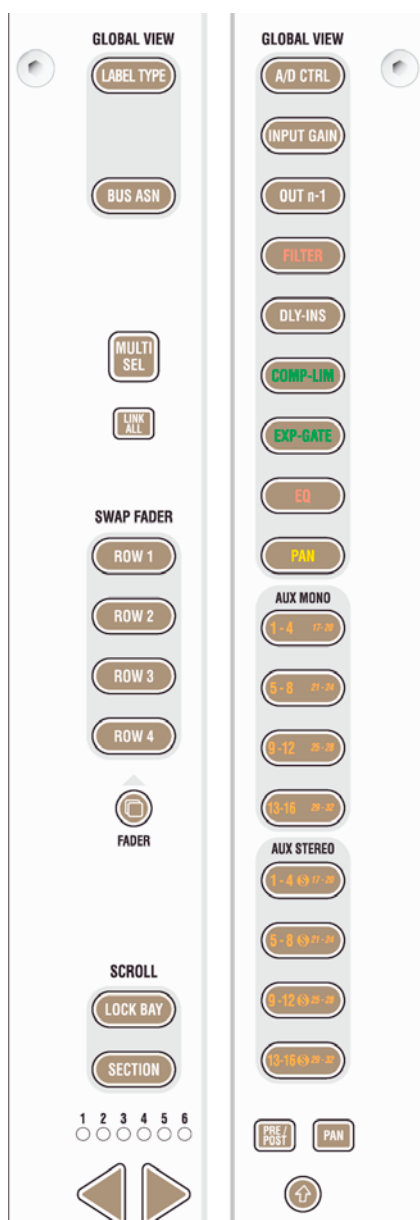 GLOBAL VIEW
LABEL TYPE
BUS ASN
MULTI
SEL
LINK
ALL
SWAP FADER
ROW 1
ROW 2
ROW 3
ROW 4
FADER
SCROLL
LOCK BAY
SECTION
1 2 3 4 5 6
GLOBAL VIEW
A/D CTRL
INPUT GAIN
OUT n-1
FILTER
DLY-INS
COMP-LIM
EXP-GATE
EQ
PAN
AUX MONO
1 - 4 17-20
5 - 8 21-24
9 -12 25-28
13-16 29-32
AUX STEREO
1 - 4 S 17-20
5 - 8 S 21-24
9 -12 S 25-28
13-16 S 29-32
PRE /
POST
PAN